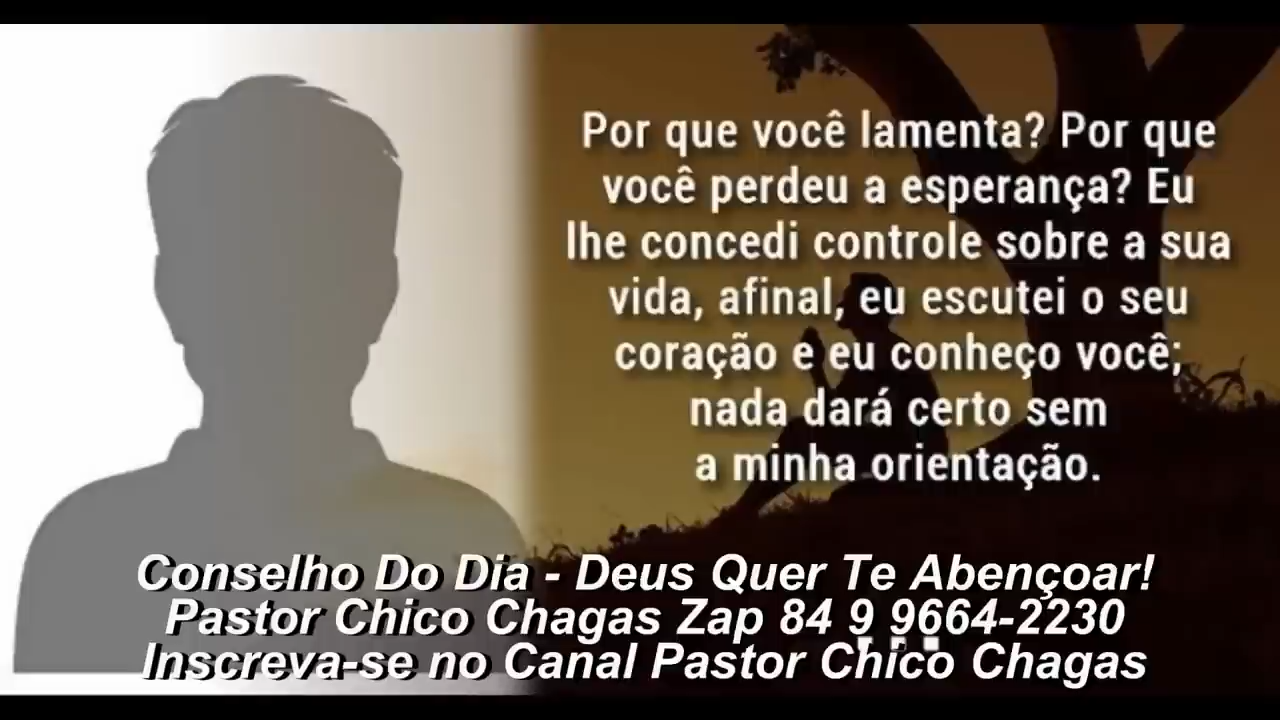 Por que você lamenta? Por que
você perdeu a esperança? Eu
lhe concedi controle sobre a sua
vida, afinal, eu escutei o seu
coração e eu conheço você;
nada dará certo sem
a minha orientação.
Conselho Do Dia - Deus Quer Te Abençoar!
Pastor Chico Chagas Zap 84 9 9664-2230
Inscreva-se no Canal Pastor Chico Chagas